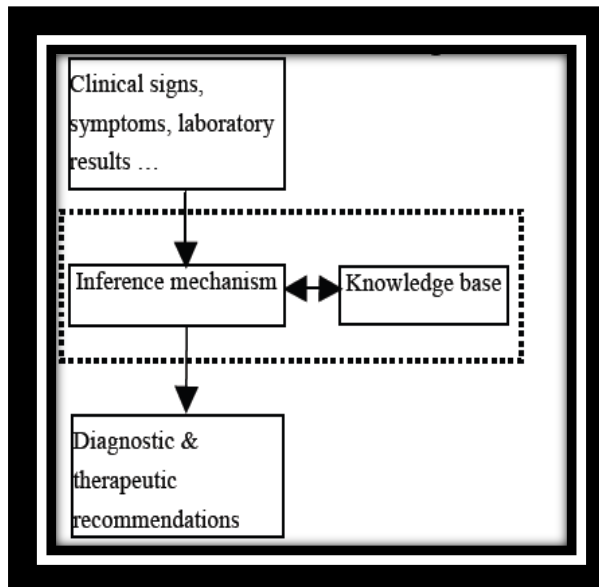 Clinical signs,
symptoms, laboratory
results …
Inference mechanism
Knowledge base
Diagnostic &
therapeutic
recommendations